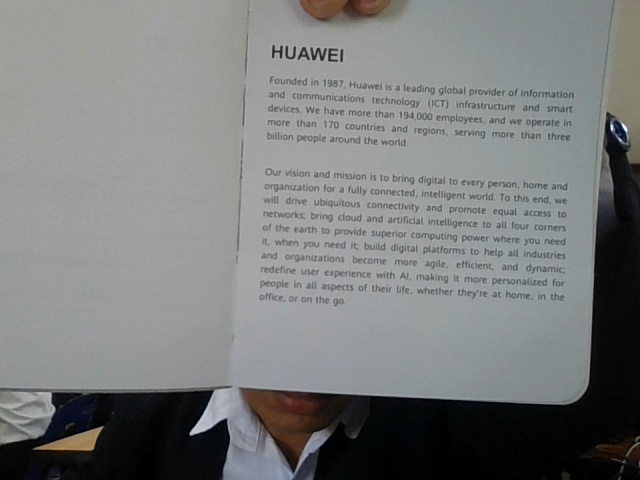 HUAWEI
Founded in 1987, Huawei is a leading global provider of information
and communications technology (ICT) infrastructure and smart
devices. We have more than 194,000 employees, and we operate in
more than 170 countries and regions, serving more than three
billion people around the world.
Our vision and mission is to bring digital to every person, home and
organization for a fully connected, intelligent world. To this end, we
will drive ubiquitous connectivity and promote equal access to
networks; bring cloud and artificial intelligence to all four corners
of the earth to provide superior computing power where you need
it, when you need it; build digital platforms to help all industries
and organizations become more agile, efficient, and dynamic;
redefine user experience with AI, making it more personalized for
people in all aspects of their life, whether they're at home, in the
office, or on the go.